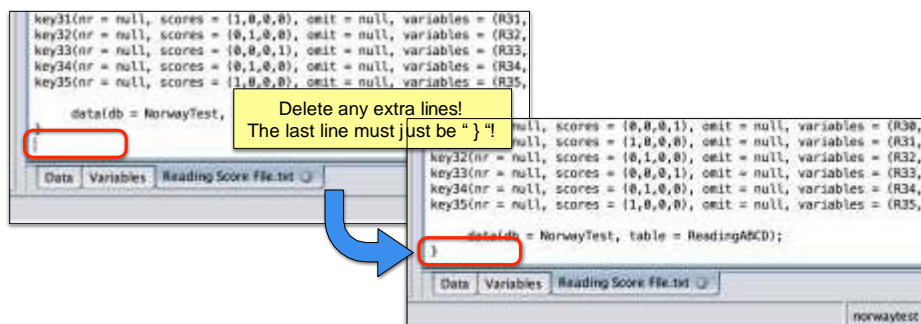 key31(nr = null, scores = (1,0,0,0), omit = null, variables = (R31,
key32(nr = null, scores = (0,1,0,0), omit = null, variables = (R32,
key33(nr = null, scores = (0,0,0,1), omit = null, variables = (R33,
key34(nr = null, scores = (0,1,0,0), omit = null, variables = (R34,
key35(nr = null, scores = (1,0,0,0), omit = null, variables = (R35,
data(db = NorwayTest,
}
Data Variables Reading Score File.txt
Delete any extra lines!
The last line must just be “ } “!
null, scores = (0,0,0,1), omit = null, variables = (R30,
null, scores = (1,0,0,0), omit = null, variables = (R31,
key32(nr = null, scores = (0,1,0,0), omit = null, variables = (R32,
key33(nr = null, scores = (0,0,0,1), omit = null, variables = (R33,
key34(nr = null, scores = (0,1,0,0), omit = null, variables = (R34,
key35(nr = null, scores = (1,0,0,0), omit = null, variables = (R35,
data(db = NorwayTest, table = ReadingABCD);
}
Data Variables Reading Score File.txt
norwaytest